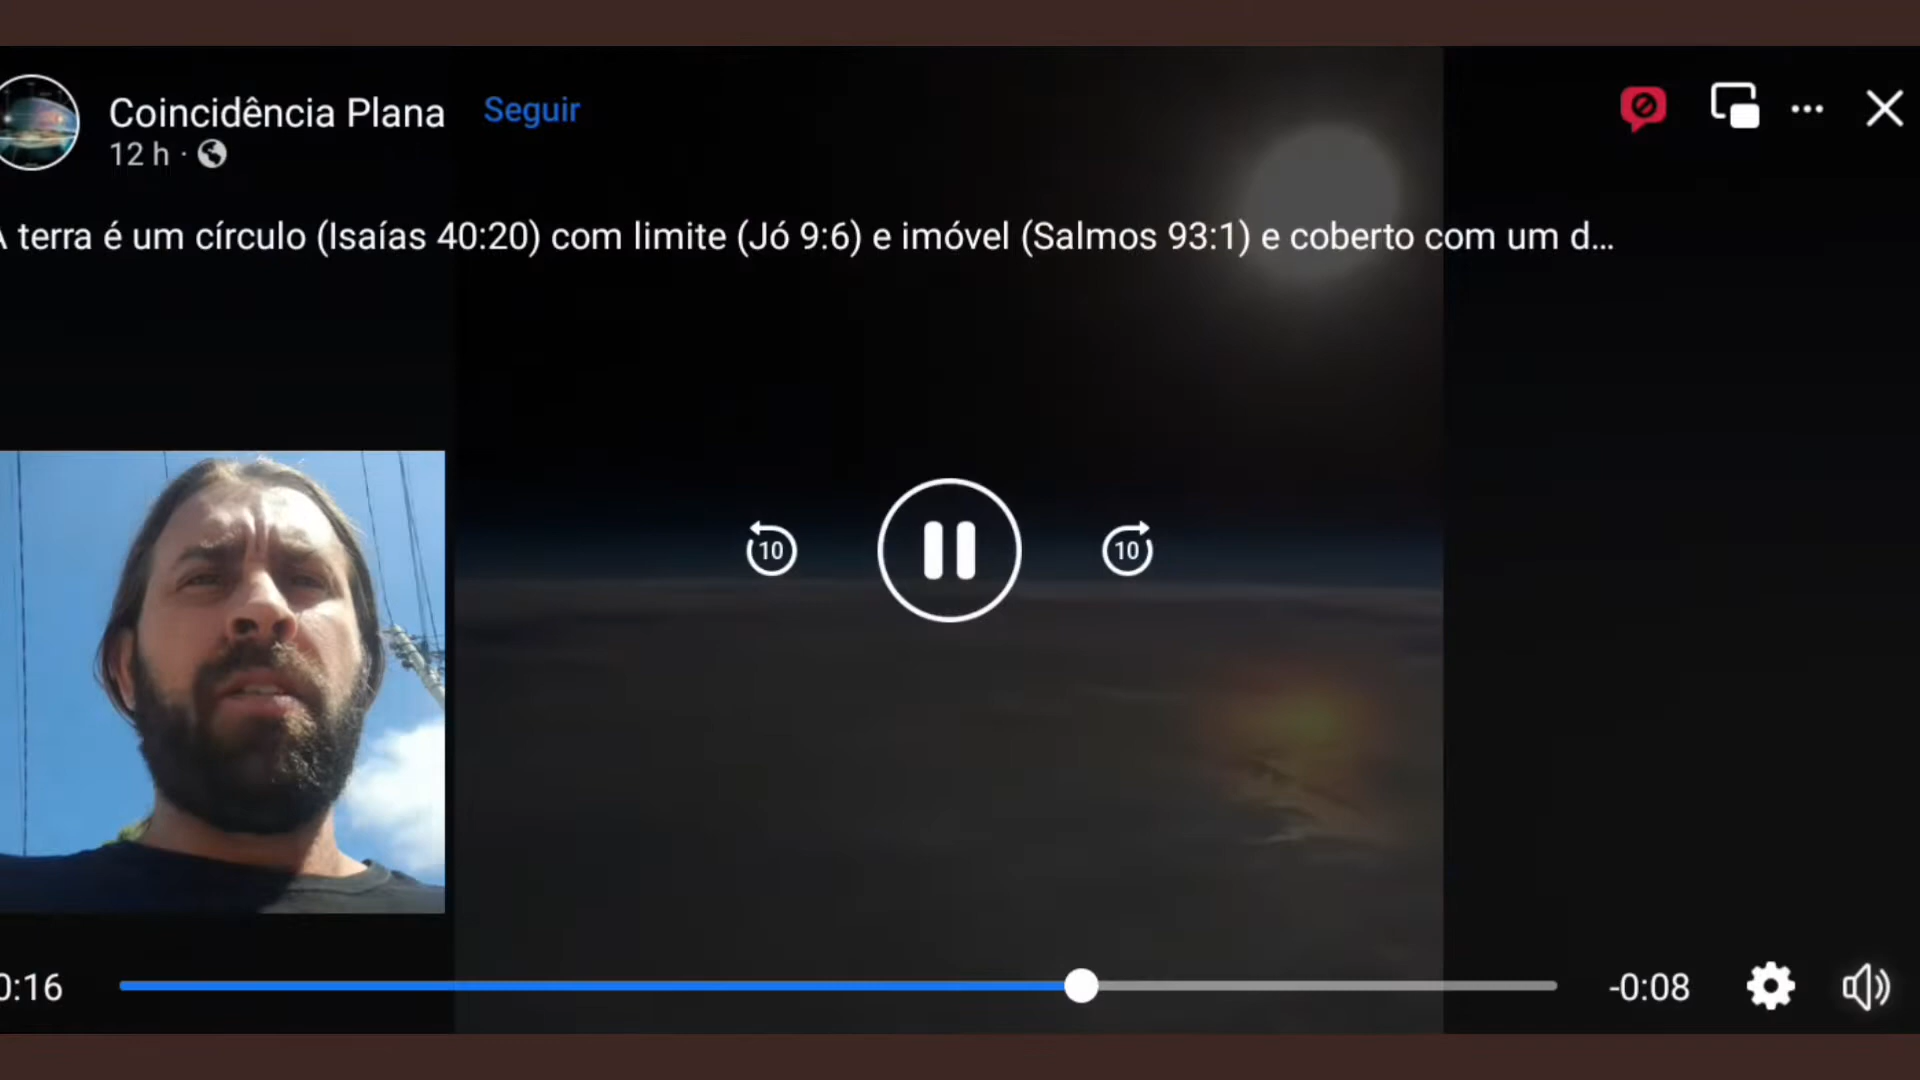 Coincidência Plana Seguir
12 h ·
A terra é um círculo (Isaías 40:20) com limite (Jó 9:6) e imóvel (Salmos 93:1) e coberto com um d...
10 10
0:16 -0:08